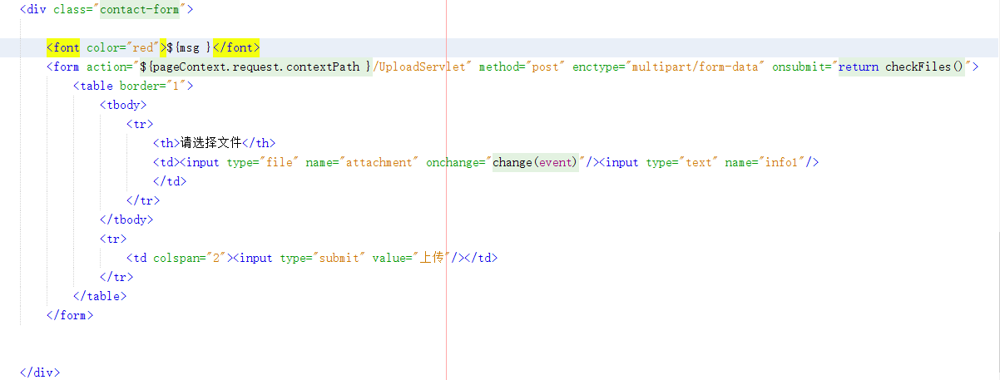 <div class="contact-form">
<font color="red">${msg }</font>
<form action="${pageContext.request.contextPath }/UploadServlet" method="post" enctype="multipart/form-data" onsubmit="return checkFiles()">
<table border="1">
<tbody>
<tr>
<th>请选择文件</th>
<td><input type="file" name="attachment" onchange="change(event)"/><input type="text" name="info1"/>
</td>
</tr>
</tbody>
<tr>
<td colspan="2"><input type="submit" value="上传"/></td>
</tr>
</table>
</form>
</div>